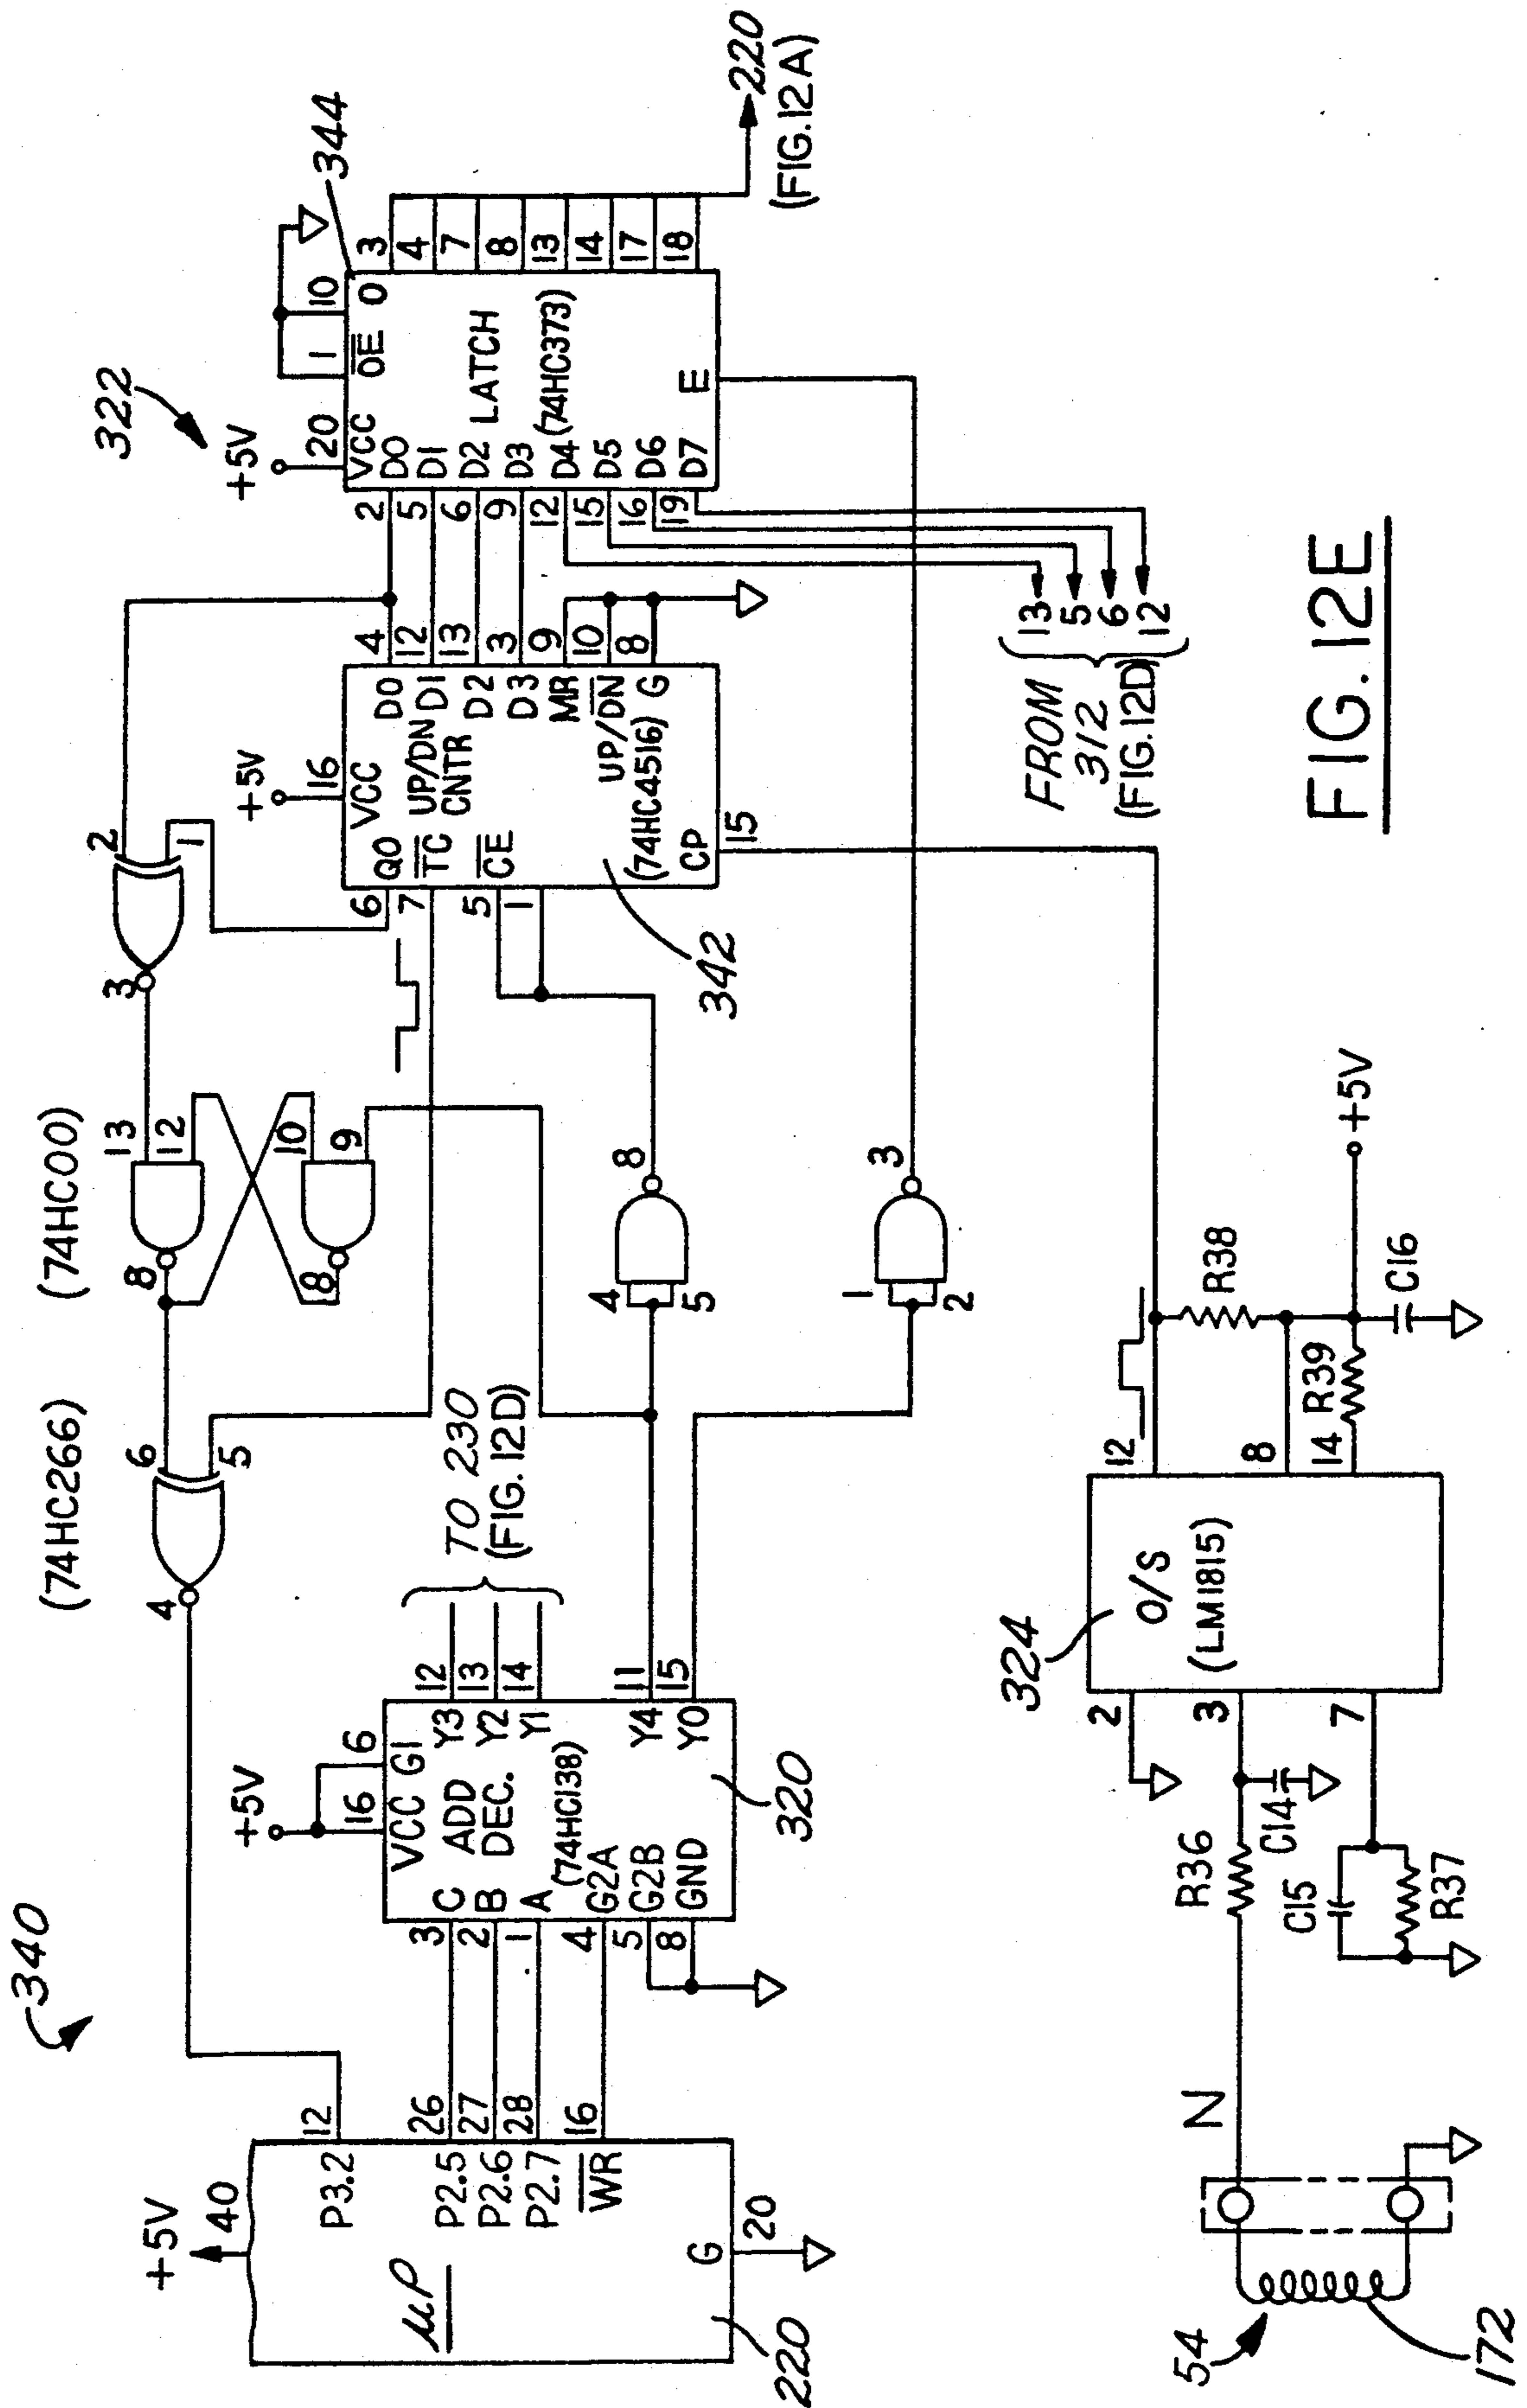 340
+5V
40
P3.2
12
P2.5
26
P2.6
27
P2.7
28
WR
16
G
20
μP
220
+5V
16
6
VCC
G1
C
3
B
2
A
1
ADD
DEC.
(74HC138)
G2A
4
G2B
5
GND
8
Y3
12
Y2
13
Y1
14
Y4
11
Y0
15
320
TO 230
(FIG.12D)
(74HC266)
4
6
5
(74HC00)
8
13
12
8
10
9
3
2
1
4
5
8
1
2
3
+5V
16
VCC
Q0
6
TC
7
CE
5
1
UP/DN
CNTR
D0
4
D1
12
D2
13
D3
3
MR
9
UP/DN
10
G
8
(74HC4516)
CP
15
342
322
+5V
20
1
10
VCC
OE
O
344
D0
2
D1
5
D2
6
D3
9
D4
12
D5
15
D6
16
D7
19
LATCH
(74HC373)
E
3
4
7
8
13
14
17
18
220
(FIG.12A)
FROM
312
(FIG.12D)
13
5
6
12
54
172
N
R36
C14
C15
R37
2
3
7
324
O/S
(LM1815)
12
8
14
R39
R38
C16
+5V
FIG.12E